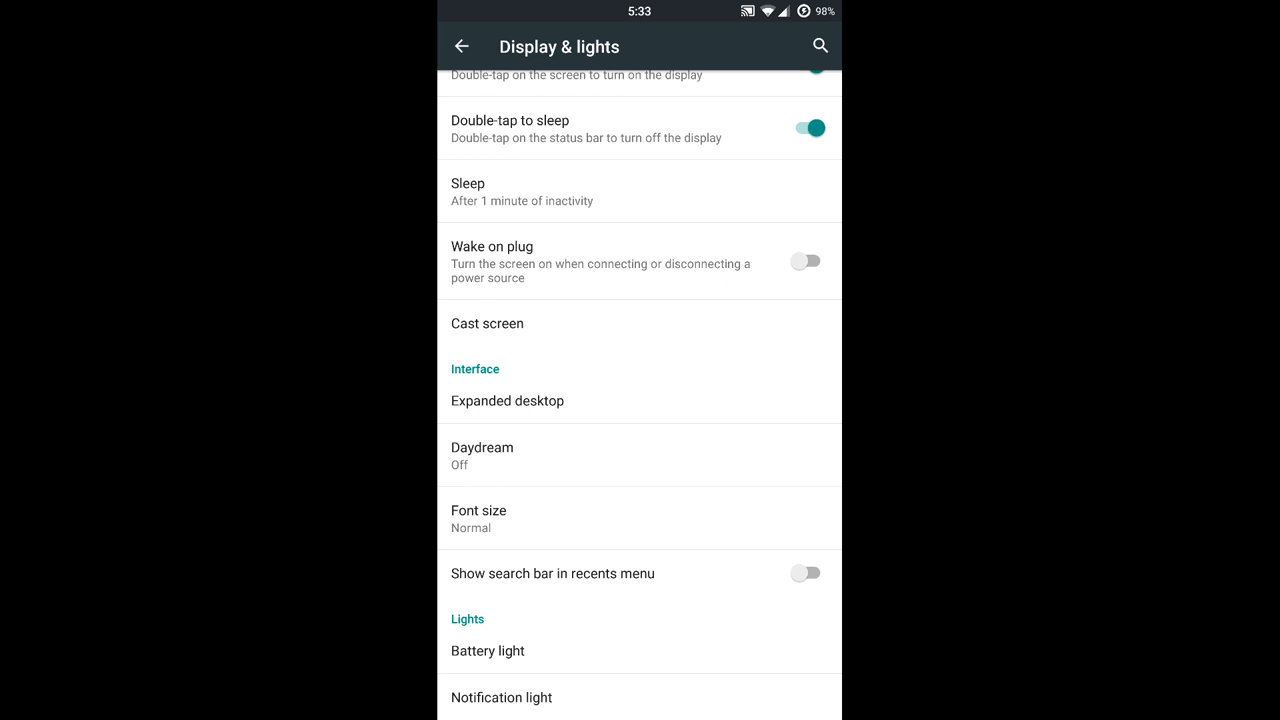 5:33
98%
Display & lights
Double-tap on the screen to turn on the display
Double-tap to sleep
Double-tap on the status bar to turn off the display
Sleep
After 1 minute of inactivity
Wake on plug
Turn the screen on when connecting or disconnecting a
power source
Cast screen
Interface
Expanded desktop
Daydream
Off
Font size
Normal
Show search bar in recents menu
Lights
Battery light
Notification light